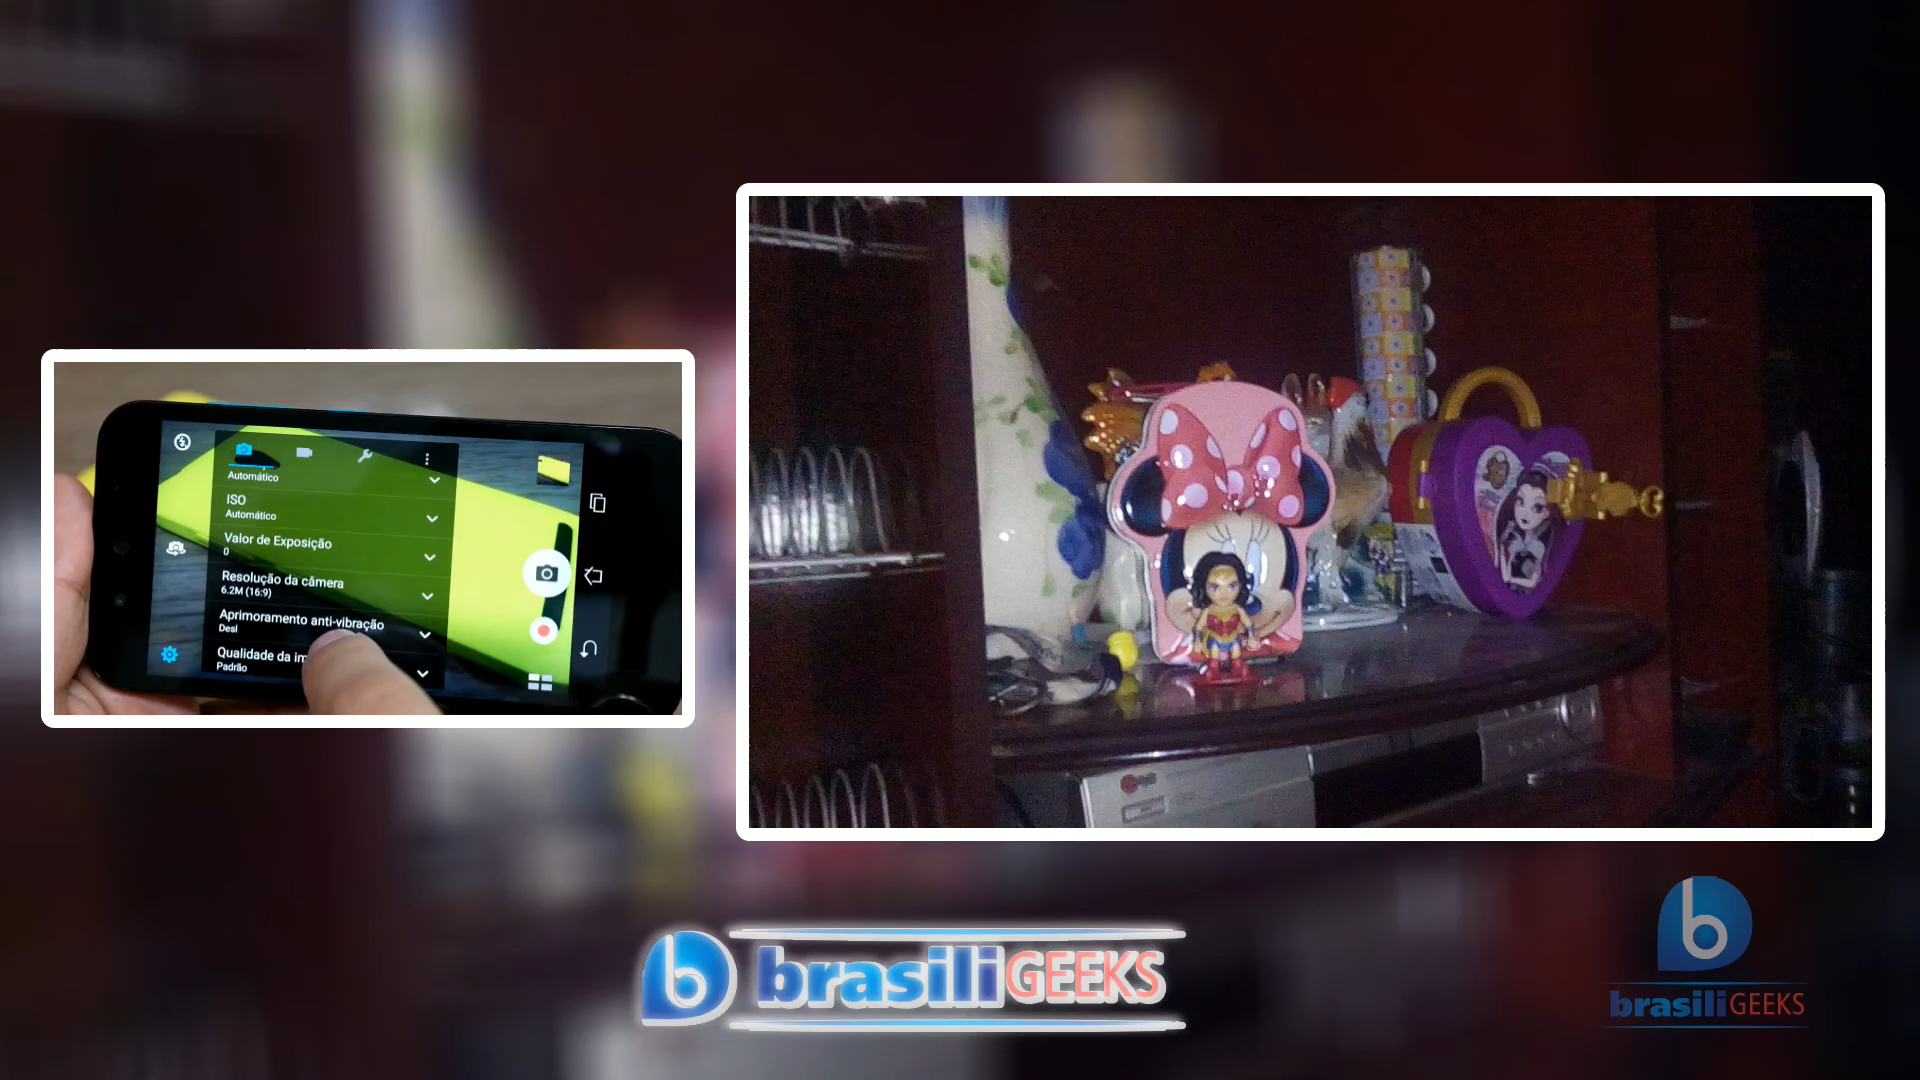 Automático
ISO
Automático
Valor de Exposição
0
Resolução da câmera
6.2M (16:9)
Aprimoramento anti-vibração
Desl
Qualidade da im
Padrão
b brasiliGEEKS
b
brasiliGEEKS